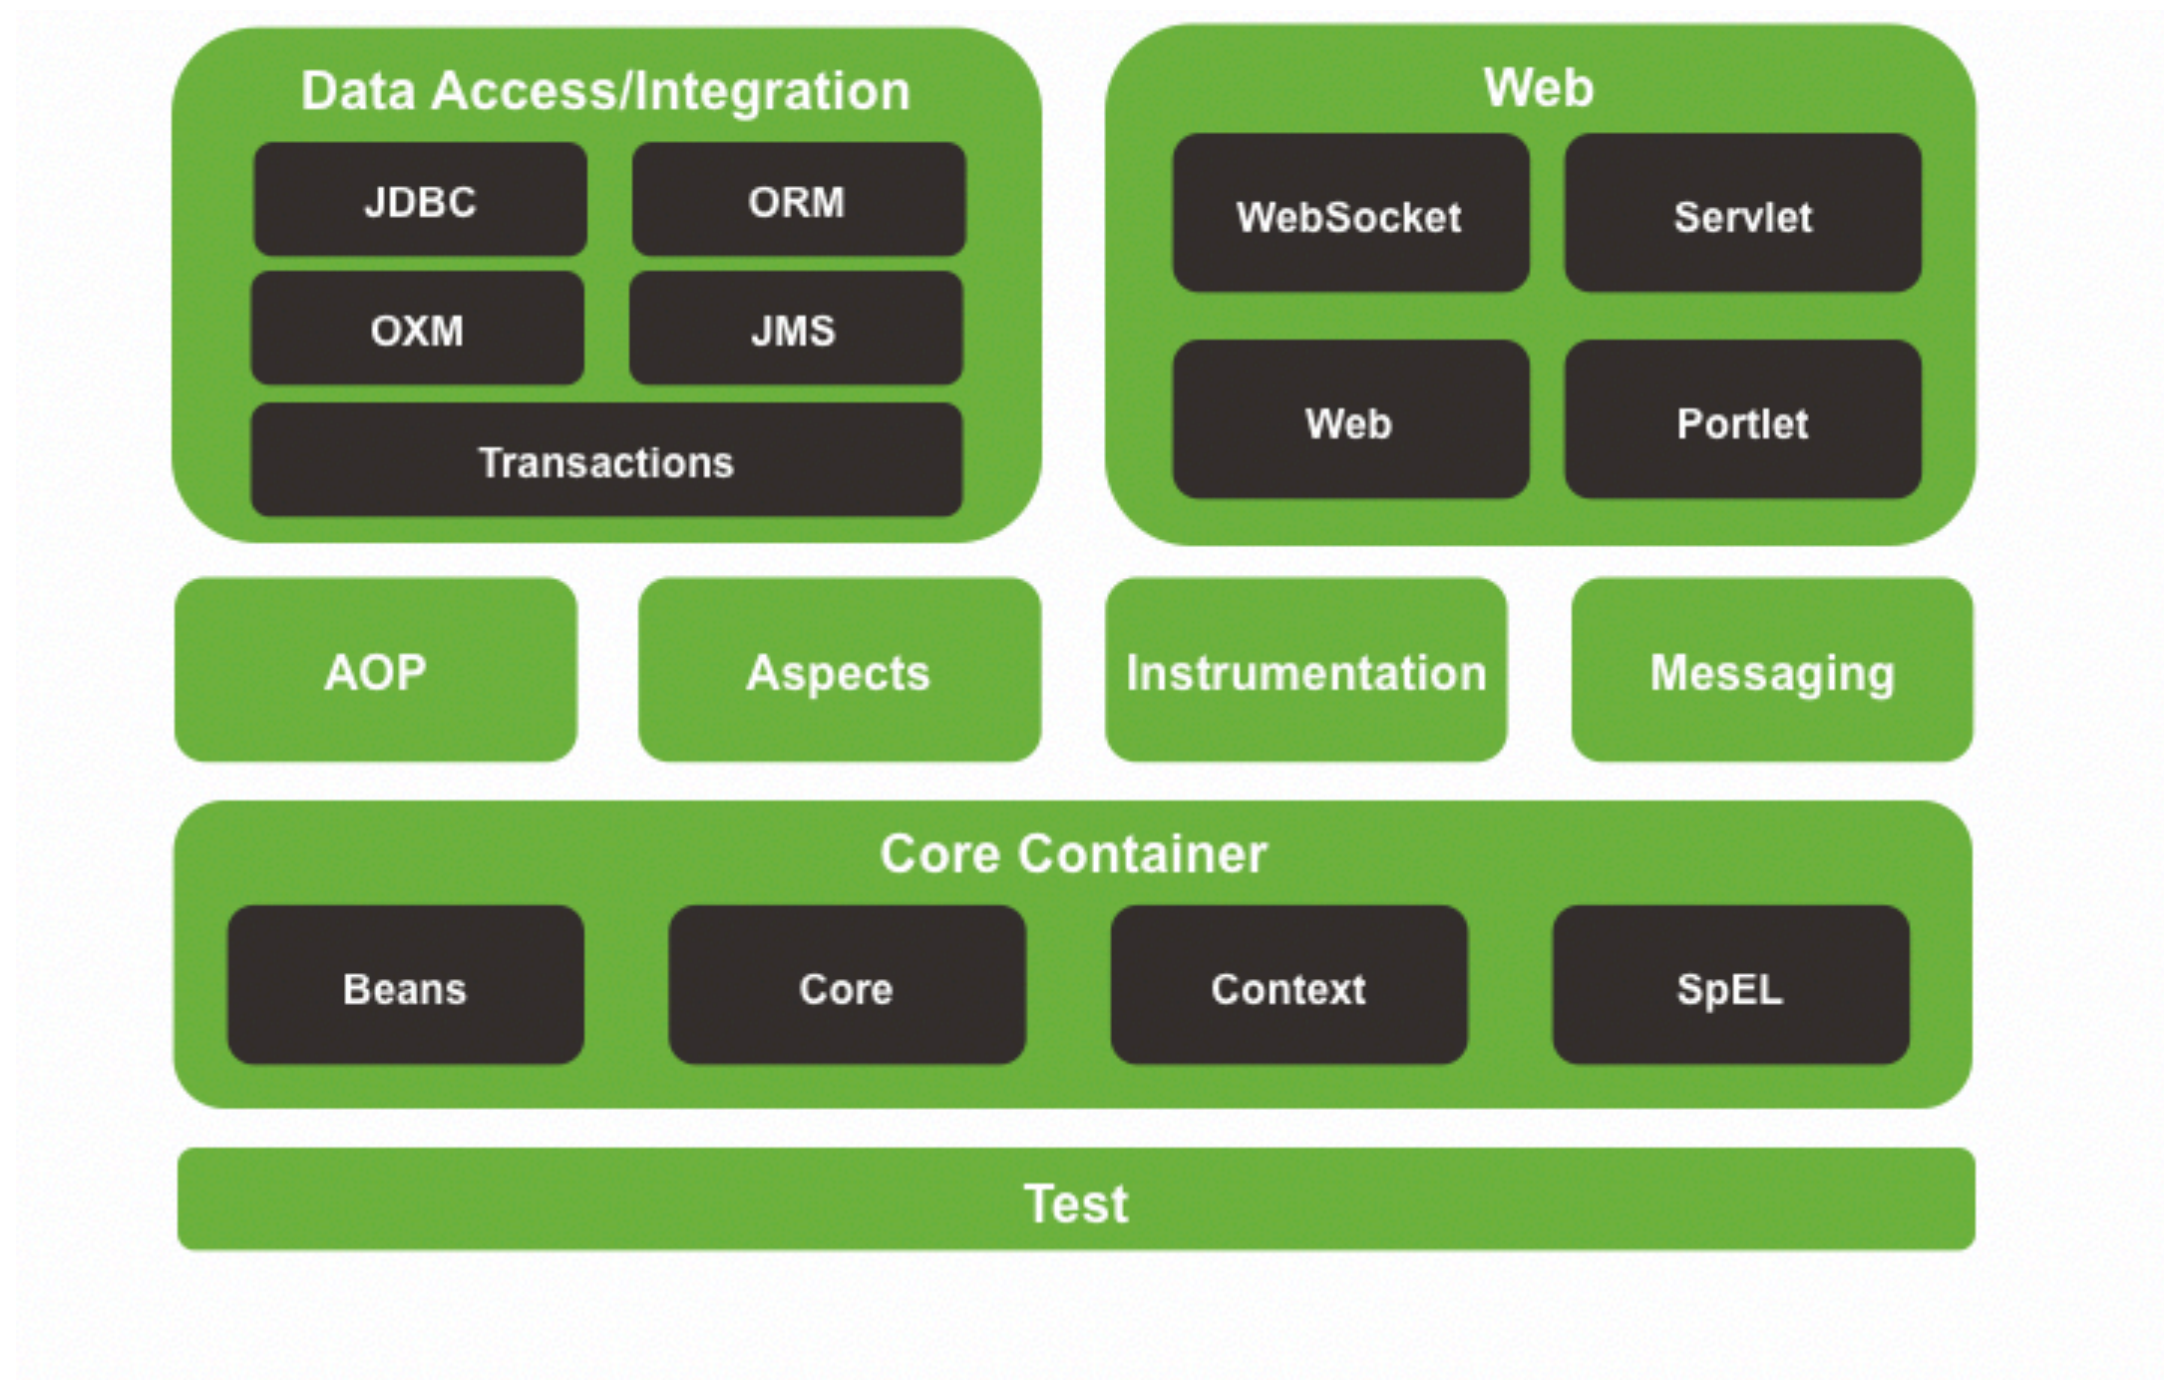 Data Access/Integration
JDBC
ORM
OXM
JMS
Transactions
Web
WebSocket
Servlet
Web
Portlet
AOP
Aspects
Instrumentation
Messaging
Core Container
Beans
Core
Context
SpEL
Test